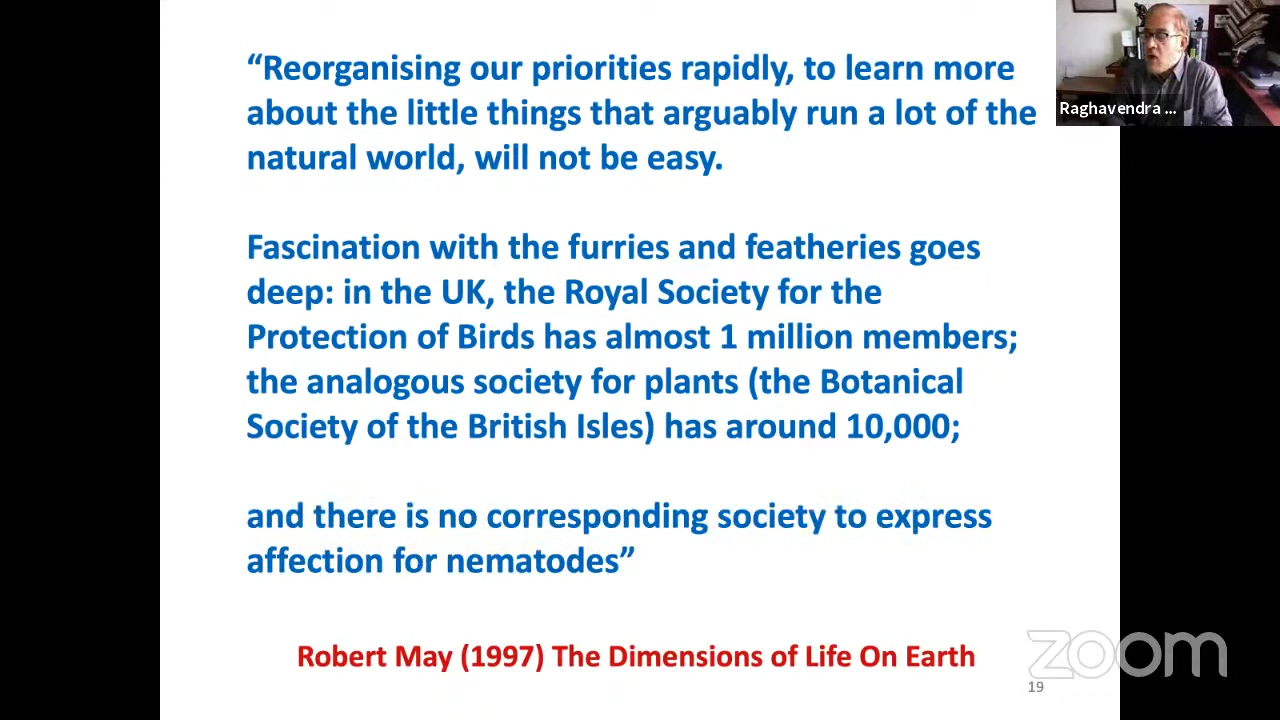 “Reorganising our priorities rapidly, to learn more
about the little things that arguably run a lot of the
natural world, will not be easy.
Fascination with the furries and featheries goes
deep: in the UK, the Royal Society for the
Protection of Birds has almost 1 million members;
the analogous society for plants (the Botanical
Society of the British Isles) has around 10,000;
and there is no corresponding society to express
affection for nematodes”
Robert May (1997) The Dimensions of Life On Earth
19
Raghavendra ...
zoom